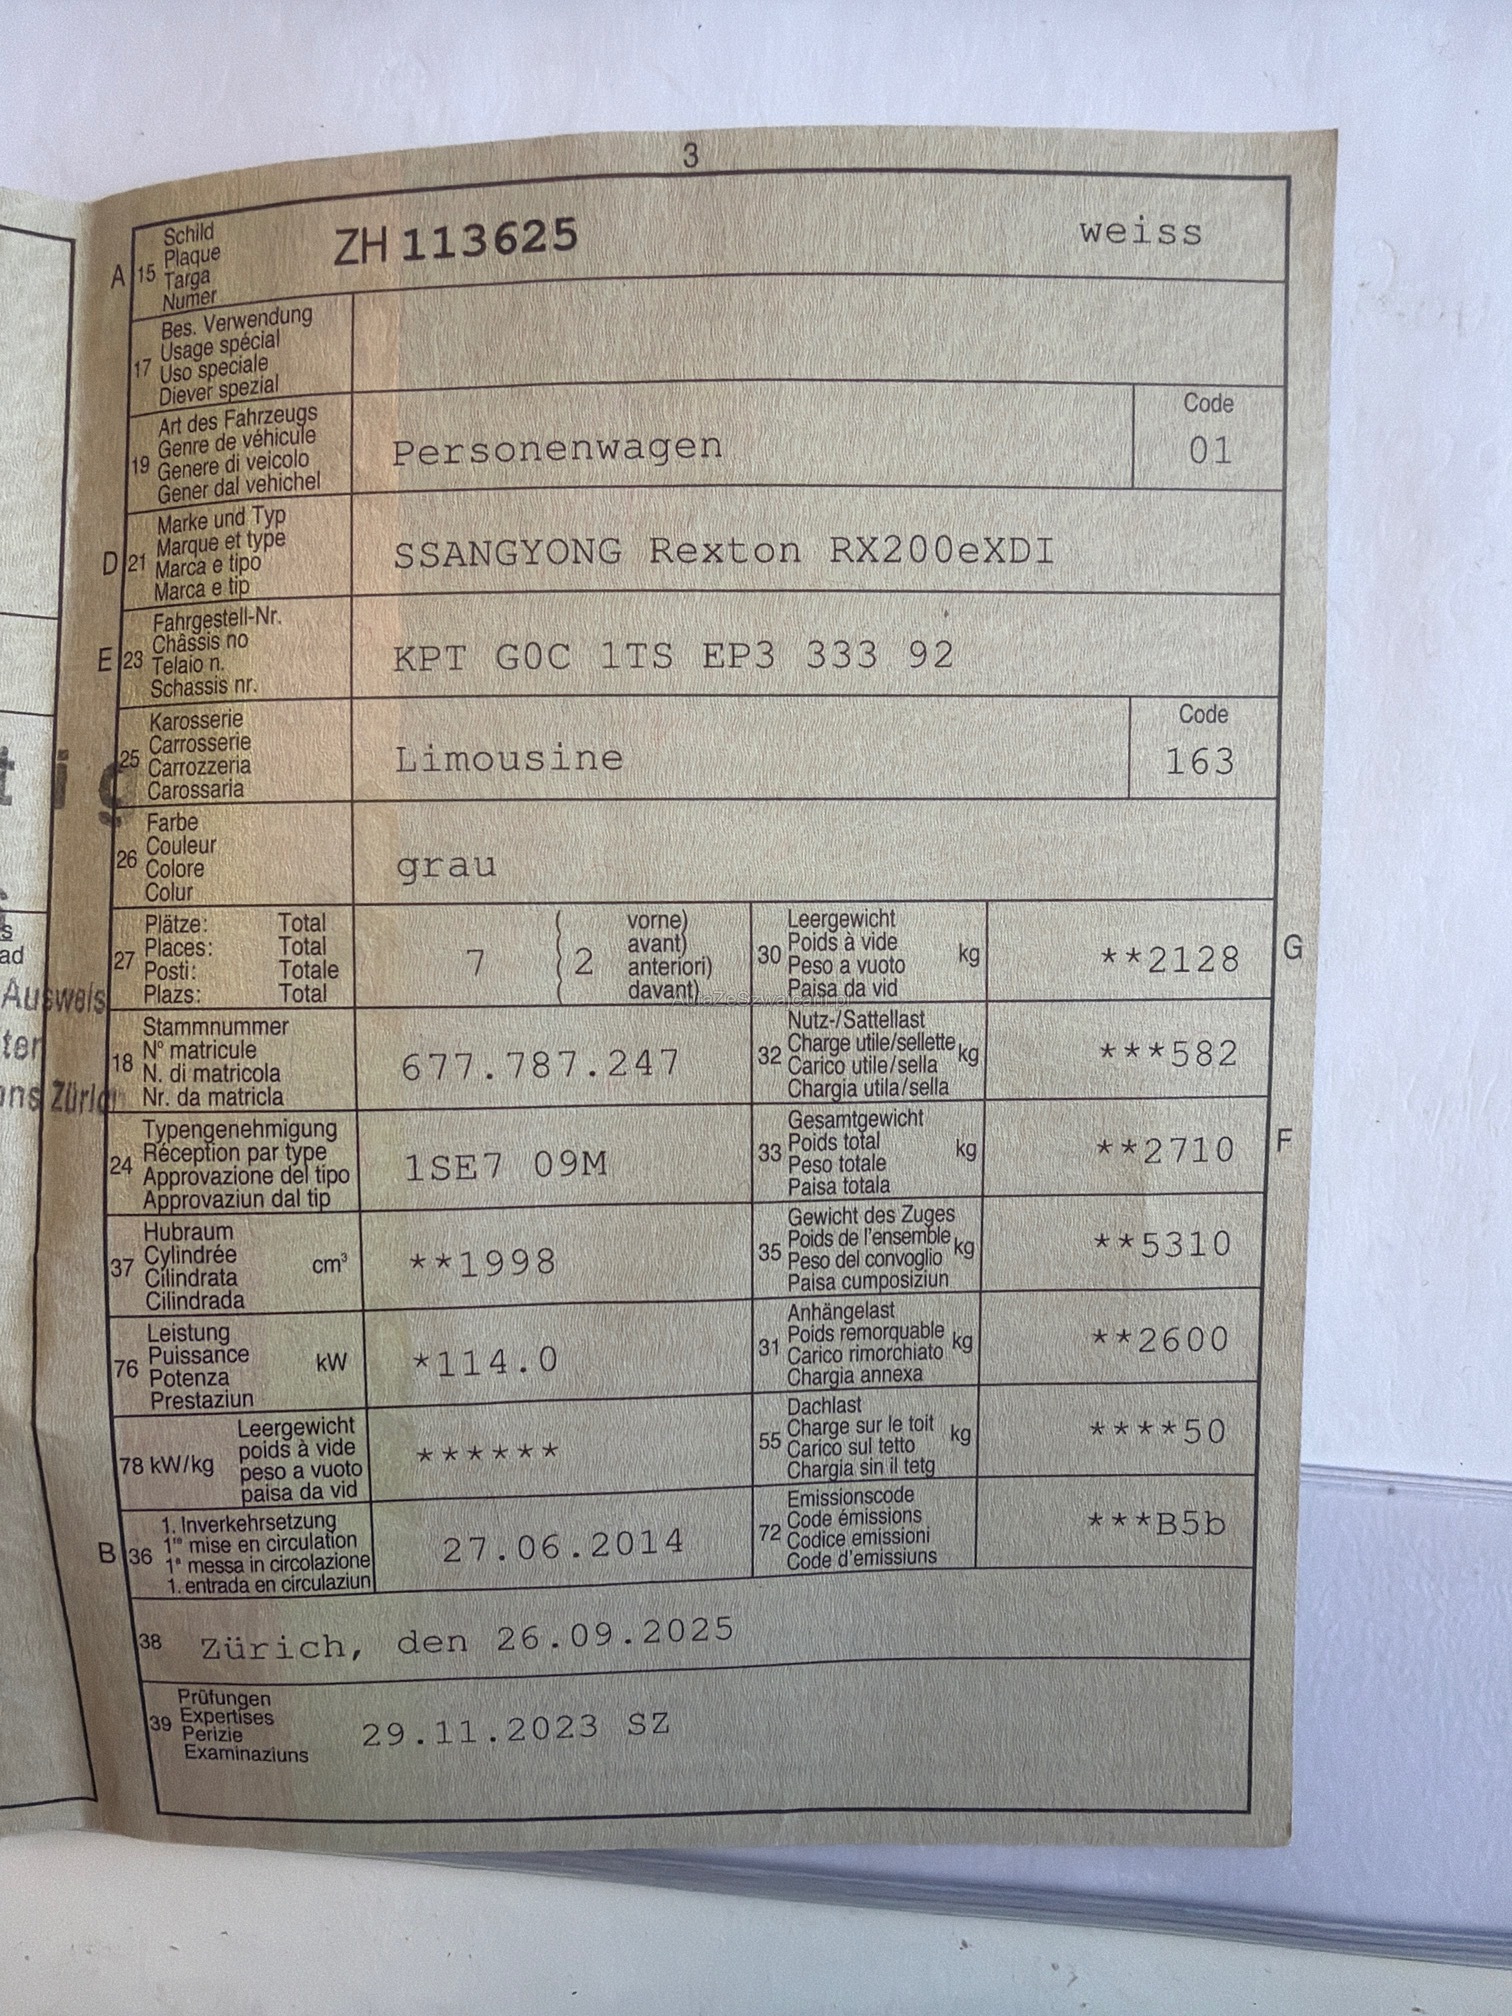 3
A 15 Schild
Plaque
Targa
Numer
ZH 113625 weiss
17 Bes. Verwendung
Usage spécial
Uso speciale
Diever spezial
19 Art des Fahrzeugs
Genre de véhicule
Genere di veicolo
Gener dal vehichel
Personenwagen
Code
01
D 21 Marke und Typ
Marque et type
Marca e tipo
Marca e tip
SSANGYONG Rexton RX200eXDI
E 23 Fahrgestell-Nr.
Châssis no
Telaio n.
Schassis nr.
KPT G0C 1TS EP3 333 92
25 Karosserie
Carrosserie
Carrozzeria
Carossaria
Limousine
Code
163
tig
26 Farbe
Couleur
Colore
Colur
grau
27 Plätze: Total
Places: Total
Posti: Totale
Plazs: Total
7 ( 2 vorne)
avant)
anteriori)
davant)
30 Leergewicht
Poids à vide kg
Peso a vuoto
Paisa da vid
**2128 G
s
ad
Ausweis
18 Stammnummer
N° matricule
N. di matricola
Nr. da matricla
677.787.247
32 Nutz-/Sattellast
Charge utile/sellette kg
Carico utile/sella
Chargia utila/sella
***582
ter
ons Zürich
24 Typengenehmigung
Réception par type
Approvazione del tipo
Approvaziun dal tip
1SE7 09M
33 Gesamtgewicht
Poids total kg
Peso totale
Paisa totala
**2710 F
37 Hubraum
Cylindrée cm³
Cilindrata
Cilindrada
**1998
35 Gewicht des Zuges
Poids de l'ensemble kg
Peso del convoglio
Paisa cumposiziun
**5310
76 Leistung
Puissance kW
Potenza
Prestaziun
*114.0
31 Anhängelast
Poids remorquable kg
Carico rimorchiato
Chargia annexa
**2600
78 kW/kg Leergewicht
poids à vide
peso a vuoto
paisa da vid
******
55 Dachlast
Charge sur le toit kg
Carico sul tetto
Chargia sin il tetg
****50
B 36 1. Inverkehrsetzung
1re mise en circulation
1a messa in circolazione
1. entrada en circulaziun
27.06.2014
72 Emissionscode
Code émissions
Codice emissioni
Code d'emissiuns
***B5b
38 Zürich, den 26.09.2025
39 Prüfungen
Expertises
Perizie
Examinaziuns
29.11.2023 SZ